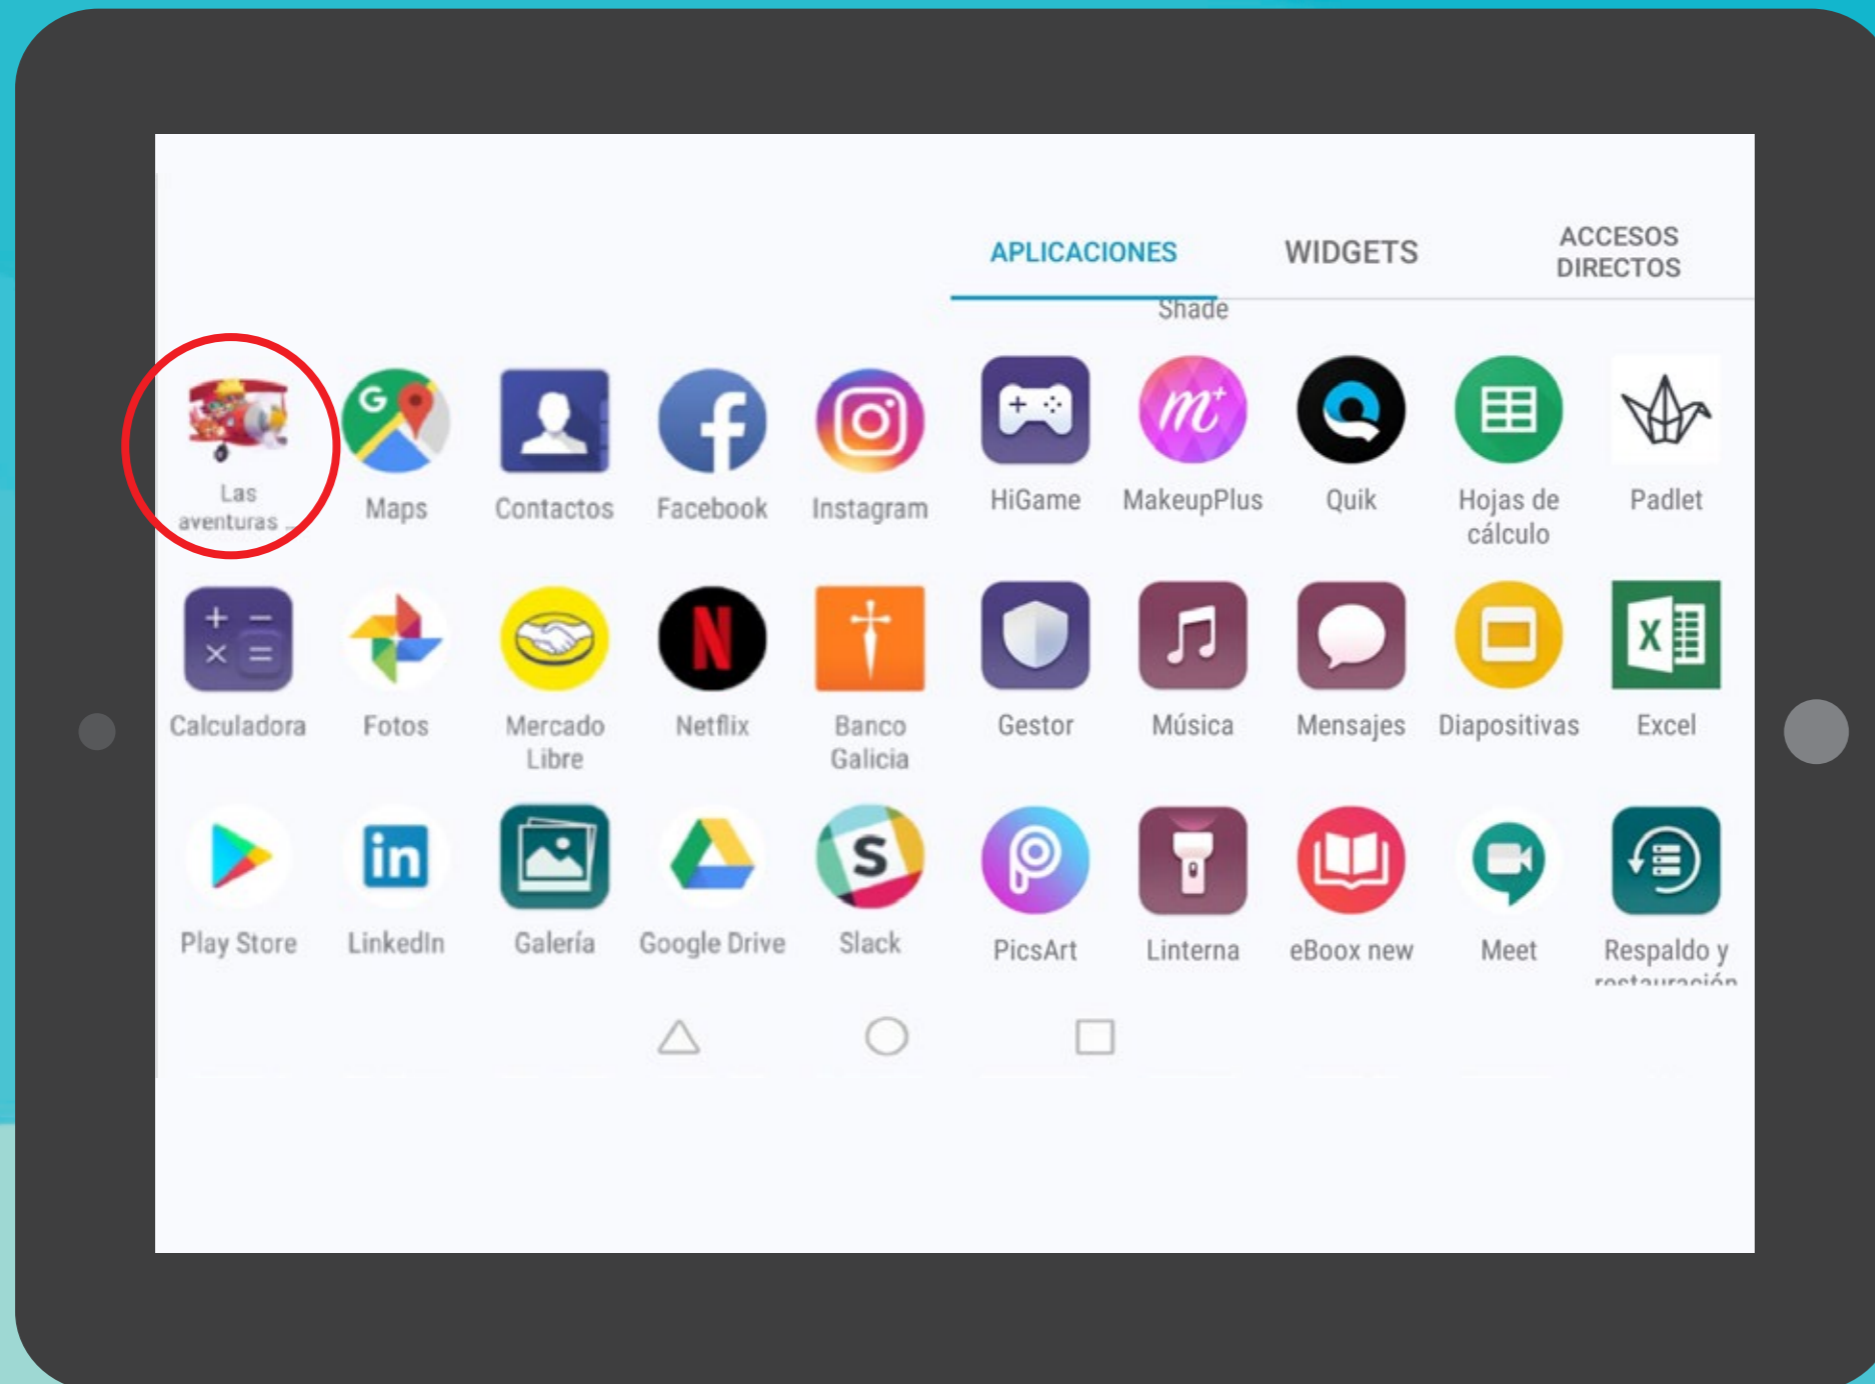 APLICACIONES
WIDGETS
ACCESOS
DIRECTOS
Shade
G
m+
Las
aventuras ...
Maps
Contactos
Facebook
Instagram
HiGame
MakeupPlus
Quik
Hojas de
cálculo
Padlet
N
X
Calculadora
Fotos
Mercado
Libre
Netflix
Banco
Galicia
Gestor
Música
Mensajes
Diapositivas
Excel
in
S
Play Store
LinkedIn
Galería
Google Drive
Slack
PicsArt
Linterna
eBoox new
Meet
Respaldo y
restauración